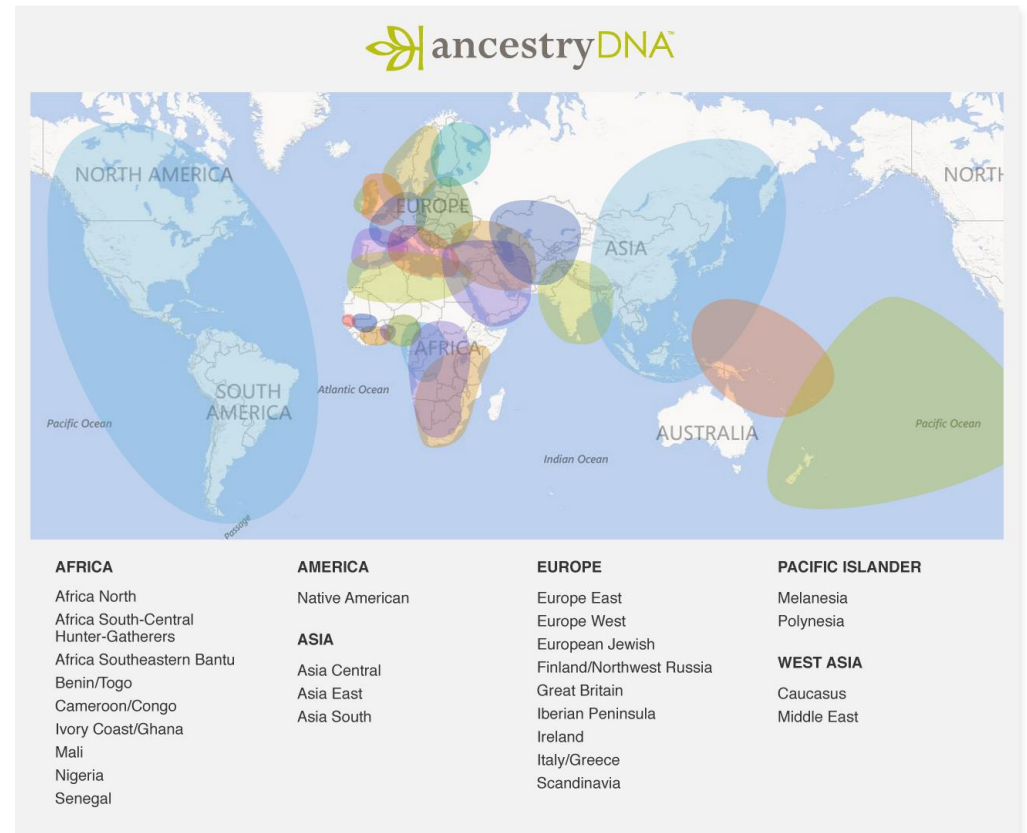 ancestryDNA™
NORTH AMERICA
EUROPE
ASIA
NORTH
AFRICA
SOUTH
AMERICA
Atlantic Ocean
Pacific Ocean
AUSTRALIA
Pacific Ocean
Indian Ocean
Passage
AFRICA
Africa North
Africa South-Central
Hunter-Gatherers
Africa Southeastern Bantu
Benin/Togo
Cameroon/Congo
Ivory Coast/Ghana
Mali
Nigeria
Senegal
AMERICA
Native American
ASIA
Asia Central
Asia East
Asia South
EUROPE
Europe East
Europe West
European Jewish
Finland/Northwest Russia
Great Britain
Iberian Peninsula
Ireland
Italy/Greece
Scandinavia
PACIFIC ISLANDER
Melanesia
Polynesia
WEST ASIA
Caucasus
Middle East